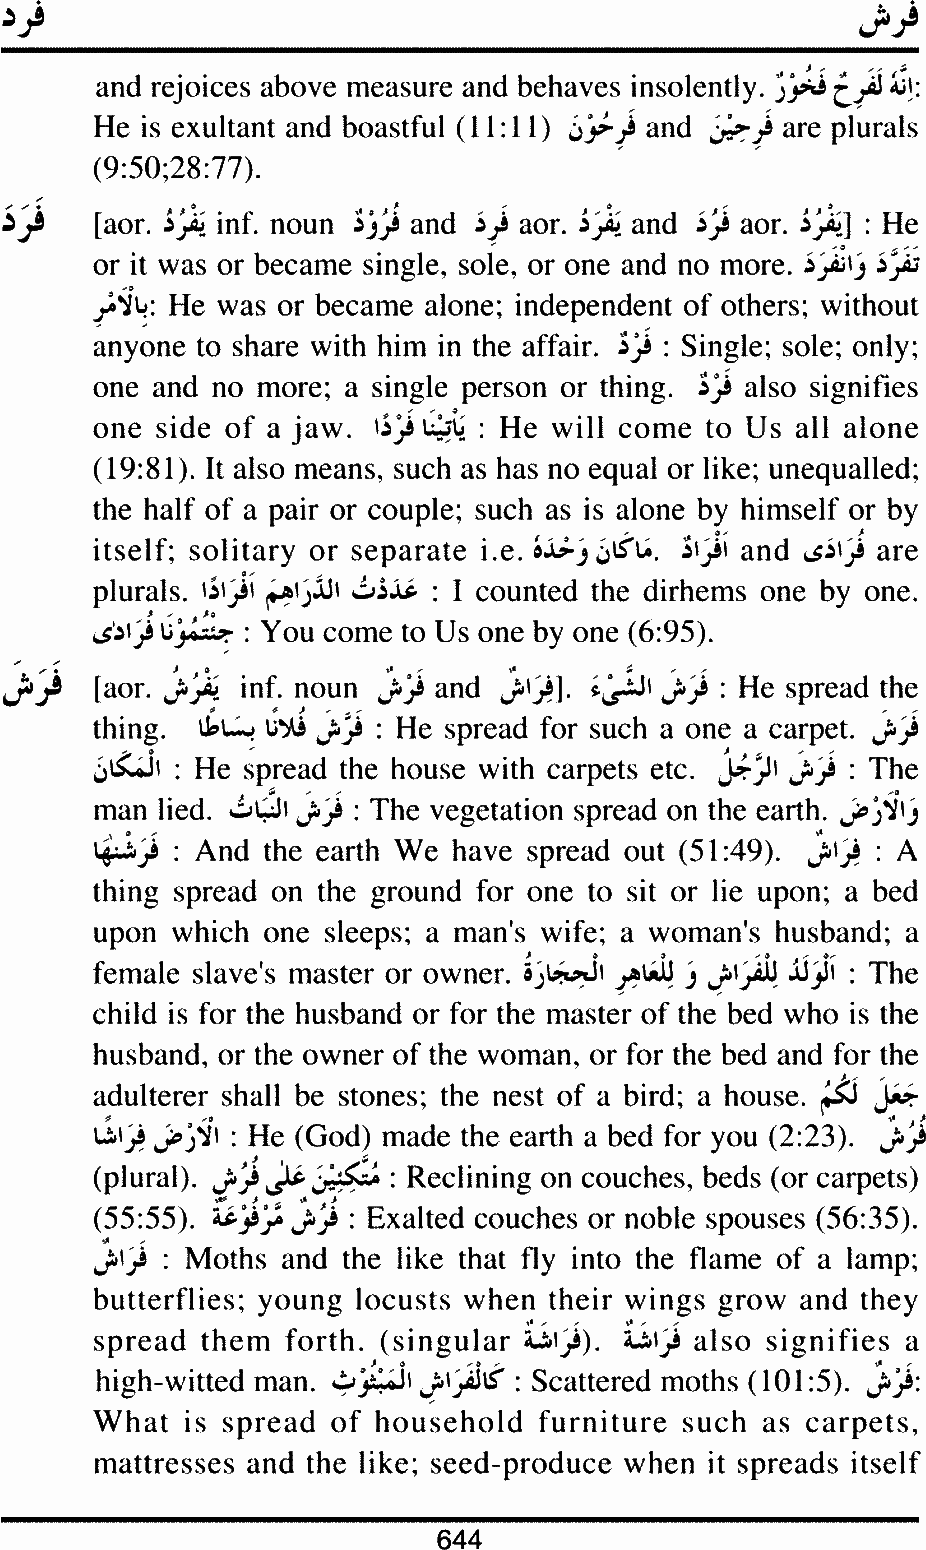 فرد فرش
and rejoices above measure and behaves insolently. اِنَّهٗ لَفَرِحٌ فَخُوْرٌ:
He is exultant and boastful (11:11) فَرِحُوْنَ and فَرِحِيْنَ are plurals
(9:50;28:77).
فَرَدَ [aor. يَفْرُدُ inf. noun فُرُوْدٌ and فَرِدَ aor. يَفْرَدُ and فَرُدَ aor. يَفْرُدُ] : He
or it was or became single, sole, or one and no more. تَفَرَّدَ وَانْفَرَدَ
بِالْاَمْرِ: He was or became alone; independent of others; without
anyone to share with him in the affair. فَرْدٌ : Single; sole; only;
one and no more; a single person or thing. فَرْدٌ also signifies
one side of a jaw. يَاْتِيْنَا فَرْدًا : He will come to Us all alone
(19:81). It also means, such as has no equal or like; unequalled;
the half of a pair or couple; such as is alone by himself or by
itself; solitary or separate i.e. مَاكَانَ وَحْدَهٗ. اَفْرَادٌ and فُرَادٰى are
plurals. عَدَدْتُ الدَّرَاهِمَ اَفْرَادًا : I counted the dirhems one by one.
جِئْتُمُوْنَا فُرَادٰى : You come to Us one by one (6:95).
فَرَشَ [aor. يَفْرُشُ inf. noun فَرْشٌ and فِرَاشٌ]. فَرَشَ الشَّىْءَ : He spread the
thing. فَرَّشَ فُلَانًا بِسَاطًا : He spread for such a one a carpet. فَرَشَ
الْمَكَانَ : He spread the house with carpets etc. فَرَشَ الرَّجُلُ : The
man lied. فَرَشَ النَّبَاتُ : The vegetation spread on the earth. وَالْاَرْضَ
فَرَشْنٰهَا : And the earth We have spread out (51:49). فِرَاشٌ : A
thing spread on the ground for one to sit or lie upon; a bed
upon which one sleeps; a man's wife; a woman's husband; a
female slave's master or owner. اَلْوَلَدُ لِلْفَرَاشِ وَ لِلْعَاهِرِ الْحِجَارَةُ : The
child is for the husband or for the master of the bed who is the
husband, or the owner of the woman, or for the bed and for the
adulterer shall be stones; the nest of a bird; a house. جَعَلَ لَكُمُ
الْاَرْضَ فِرَاشًا : He (God) made the earth a bed for you (2:23). فُرُشٌ
(plural). مُتَّكِئِيْنَ عَلٰى فُرُشٍ : Reclining on couches, beds (or carpets)
(55:55). فُرُشٌ مَرْفُوْعَةٌ : Exalted couches or noble spouses (56:35).
فَرَاشٌ : Moths and the like that fly into the flame of a lamp;
butterflies; young locusts when their wings grow and they
spread them forth. (singular فَرَاشَةٌ). فَرَاشَةٌ also signifies a
high-witted man. كَالْفَرَاشِ الْمَبْثُوْثِ : Scattered moths (101:5). فَرْشٌ:
What is spread of household furniture such as carpets,
mattresses and the like; seed-produce when it spreads itself
644